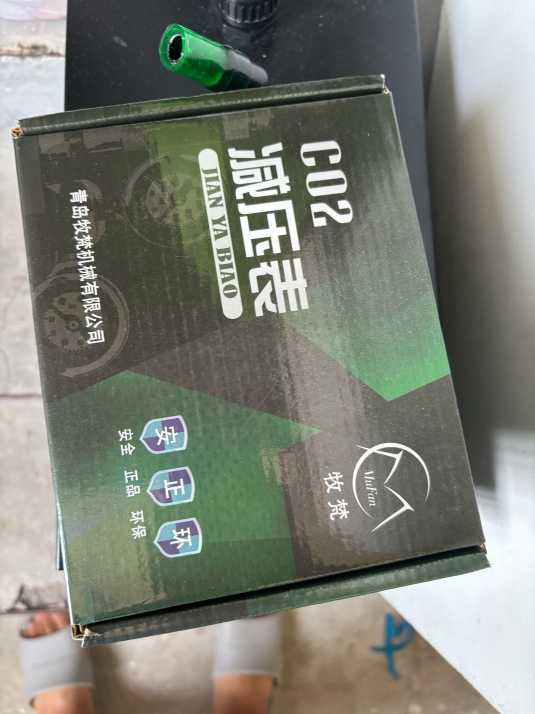 MuFan
牧梵
CO2
减压表
JIAN YA BIAO
安 正 环
安全 正品 环保
青岛牧梵机械有限公司